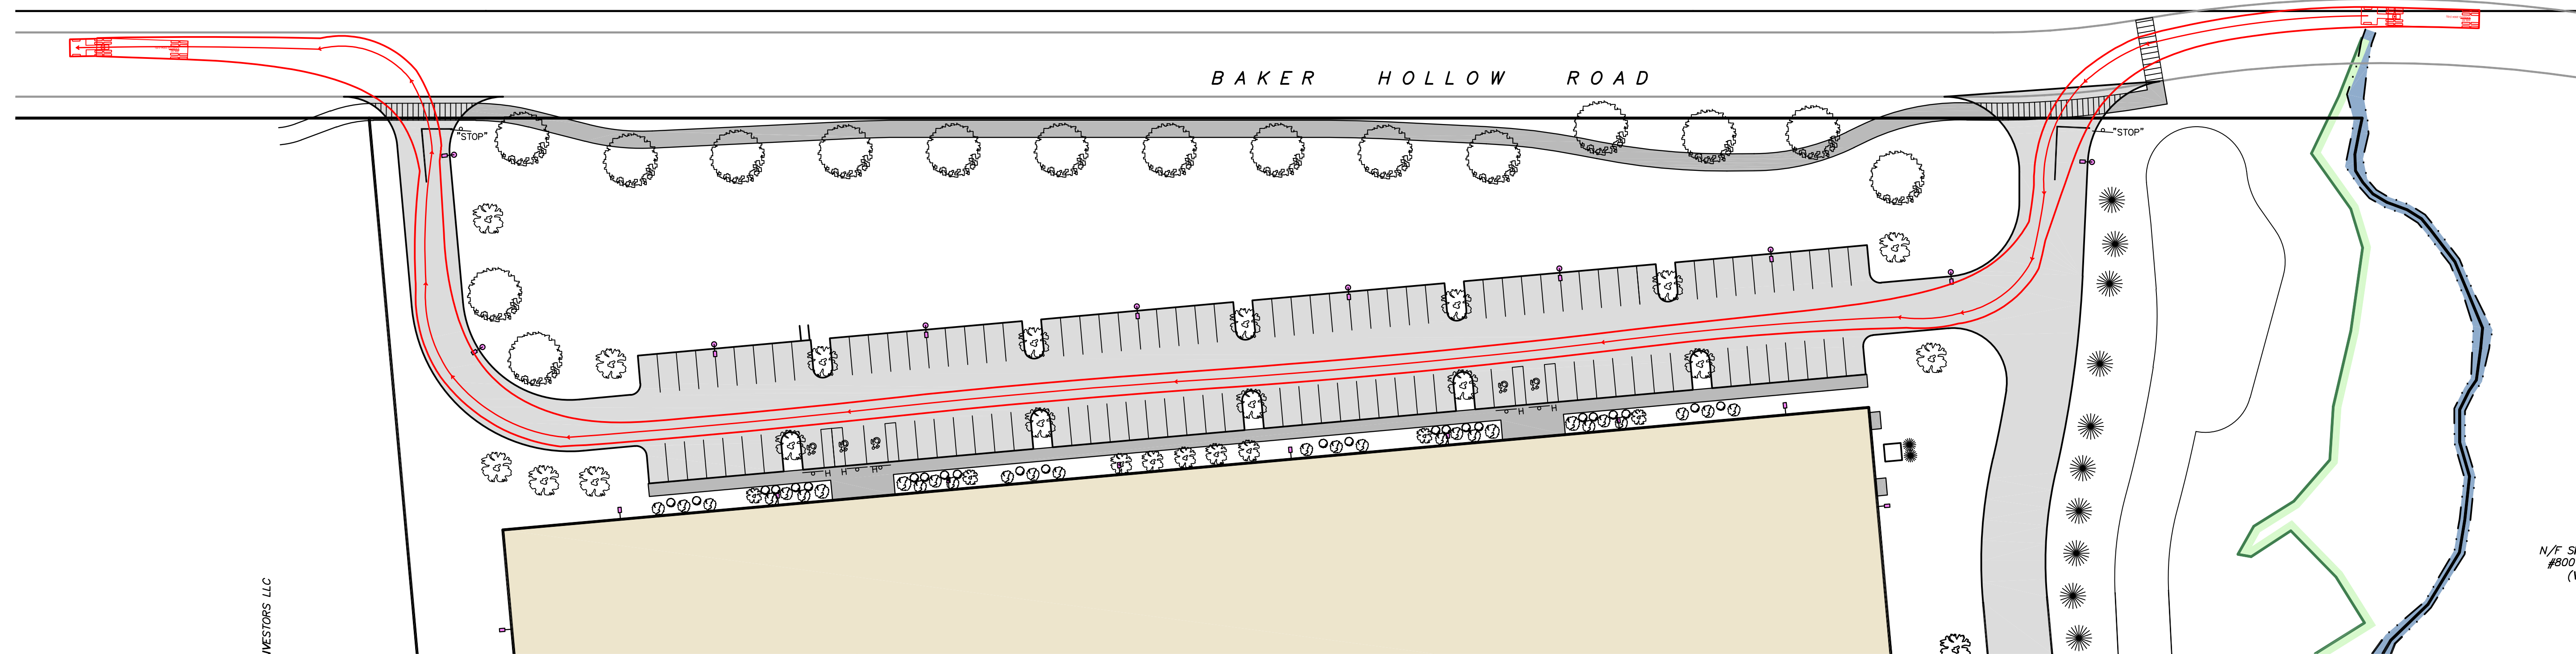 BAKER HOLLOW ROAD
"STOP"
"STOP"
H
H
H
H
H
VESTORS LLC
N/F S
#800
(